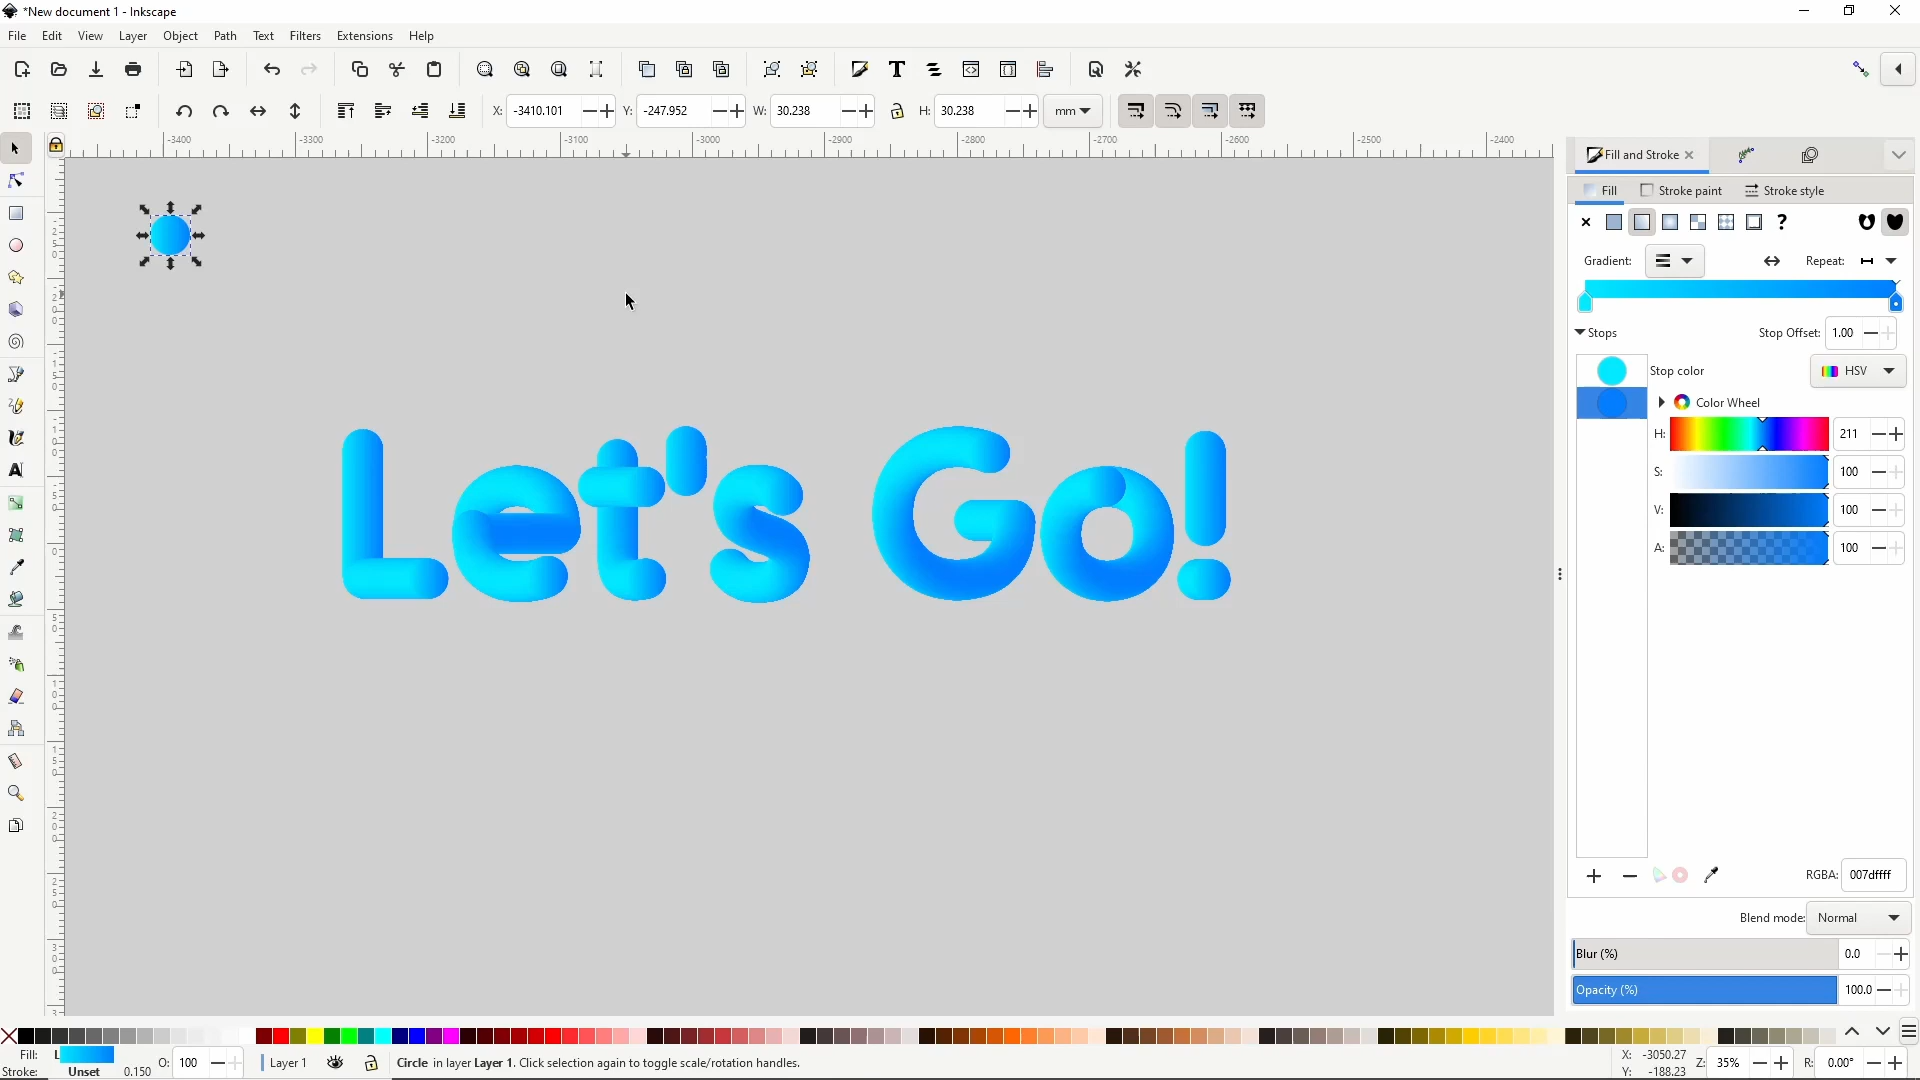 *New document 1 - Inkscape
File Edit View Layer Object Path Text Filters Extensions Help
X: -3410.101 Y: -247.952 W: 30.238 H: 30.238 mm
-3400 -3300 -3200 -3100 -3000 -2900 -2800 -2700 -2600 -2500 -2400
Fill and Stroke
Fill Stroke paint Stroke style
?
Gradient: Repeat:
Stops Stop Offset: 1.00
Stop color HSV
Color Wheel
H: 211
S: 100
V: 100
A: 100
Let's Go!
RGBA: 007dffff
Blend mode: Normal
Blur (%) 0.0
Opacity (%) 100.0
Fill: L O: 100 Layer 1 Circle in layer Layer 1. Click selection again to toggle scale/rotation handles. X: -3050.27 Z: 35% R: 0.00°
Stroke: Unset 0.150 Y: -188.23